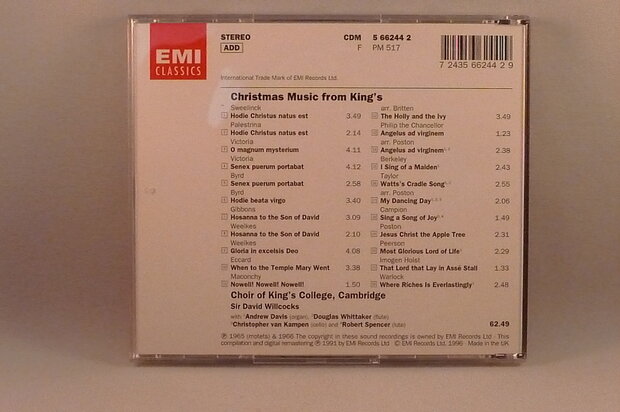 EMI
CLASSICS
STEREO
ADD
CDM 5 66244 2
F PM 517
7 2435 66244 2 9
International Trade Mark of EMI Records Ltd.
Christmas Music from King's
Sweelinck
Hodie Christus natus est 3.49
Palestrina
Hodie Christus natus est 2.14
Victoria
O magnum mysterium 4.11
Victoria
Senex puerum portabat 4.12
Byrd
Senex puerum portabat 2.58
Byrd
Hodie beata virgo 3.40
Gibbons
Hosanna to the Son of David 3.09
Weelkes
Hosanna to the Son of David 2.10
Weelkes
Gloria in excelsis Deo 4.08
Eccard
When to the Temple Mary Went 3.38
Maconchy
Nowell! Nowell! Nowell! 1.50
arr. Britten
The Holly and the Ivy 3.49
Philip the Chancellor
Angelus ad virginem 1.23
arr. Poston
Angelus ad virginem 2.38
Berkeley
I Sing of a Maiden 2.43
Taylor
Watts's Cradle Song 2.55
arr. Poston
My Dancing Day 2.06
Campion
Sing a Song of Joy 1.49
Poston
Jesus Christ the Apple Tree 2.31
Peerson
Most Glorious Lord of Life 2.29
Imogen Holst
That Lord that Lay in Assë Stall 1.33
Warlock
Where Riches Is Everlastingly 2.48
Choir of King's College, Cambridge
Sir David Willcocks
with Andrew Davis (organ), Douglas Whittaker (flute)
Christopher van Kampen (cello) and Robert Spencer (lute)
62.49
℗ 1965 (motets) & 1966 The copyright in these sound recordings is owned by EMI Records Ltd · This
compilation and digital remastering ℗ 1991 by EMI Records Ltd · © EMI Records Ltd, 1996 · Made in the UK